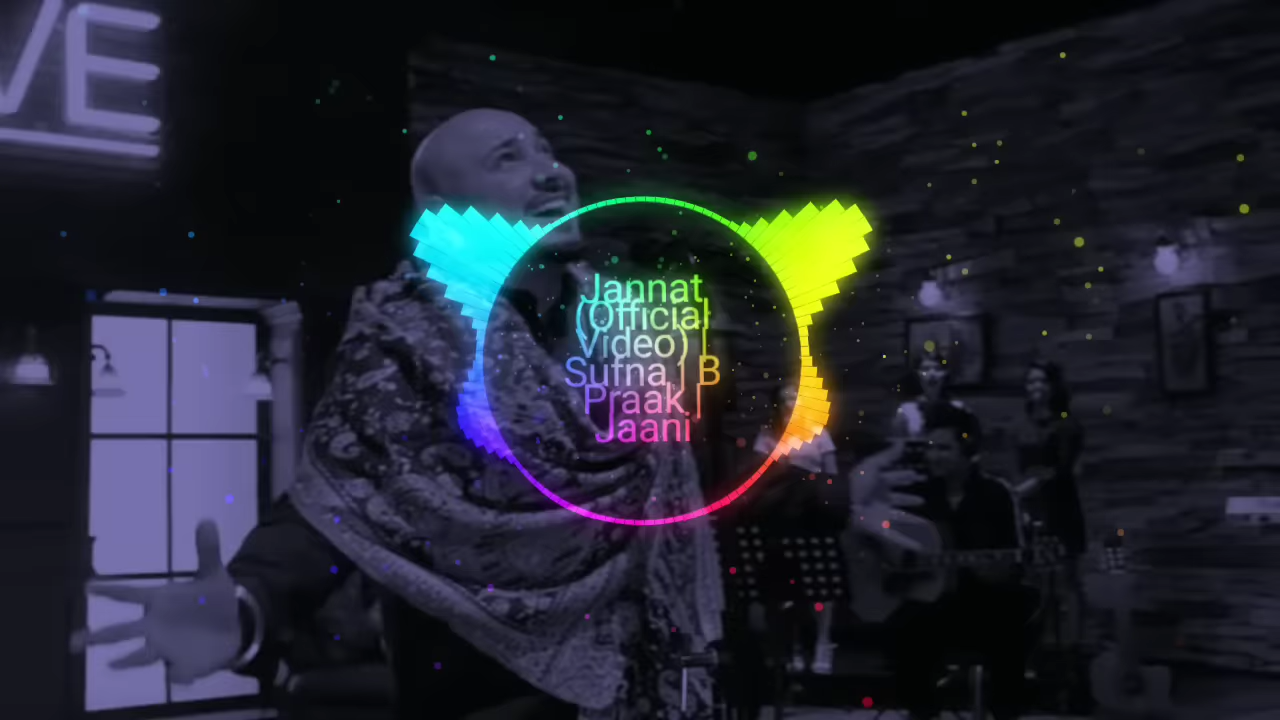 VE
Jannat
(Official
Video) |
Sufna | B
Praak |
Jaani